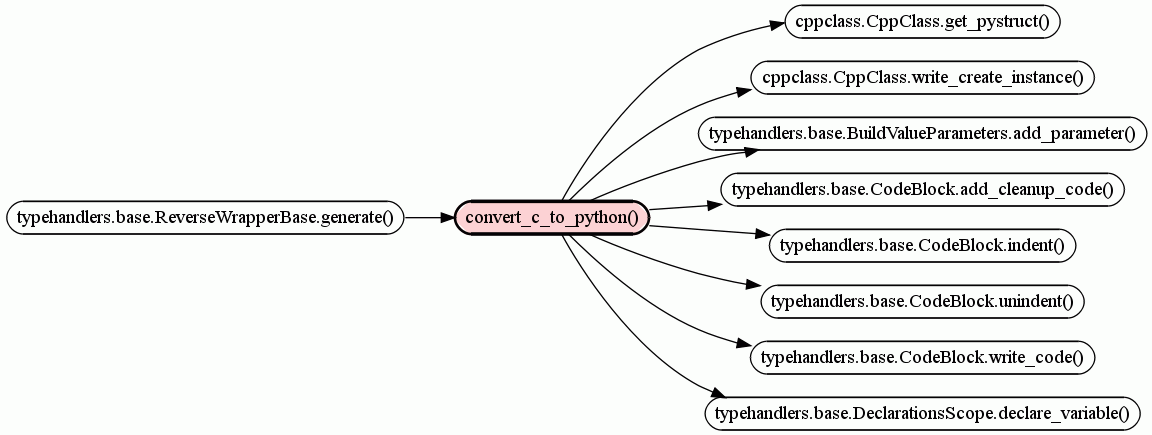 cppclass.CppClass.get_pystruct()
cppclass.CppClass.write_create_instance()
typehandlers.base.BuildValueParameters.add_parameter()
typehandlers.base.CodeBlock.add_cleanup_code()
typehandlers.base.ReverseWrapperBase.generate()
convert_c_to_python()
typehandlers.base.CodeBlock.indent()
typehandlers.base.CodeBlock.unindent()
typehandlers.base.CodeBlock.write_code()
typehandlers.base.DeclarationsScope.declare_variable()